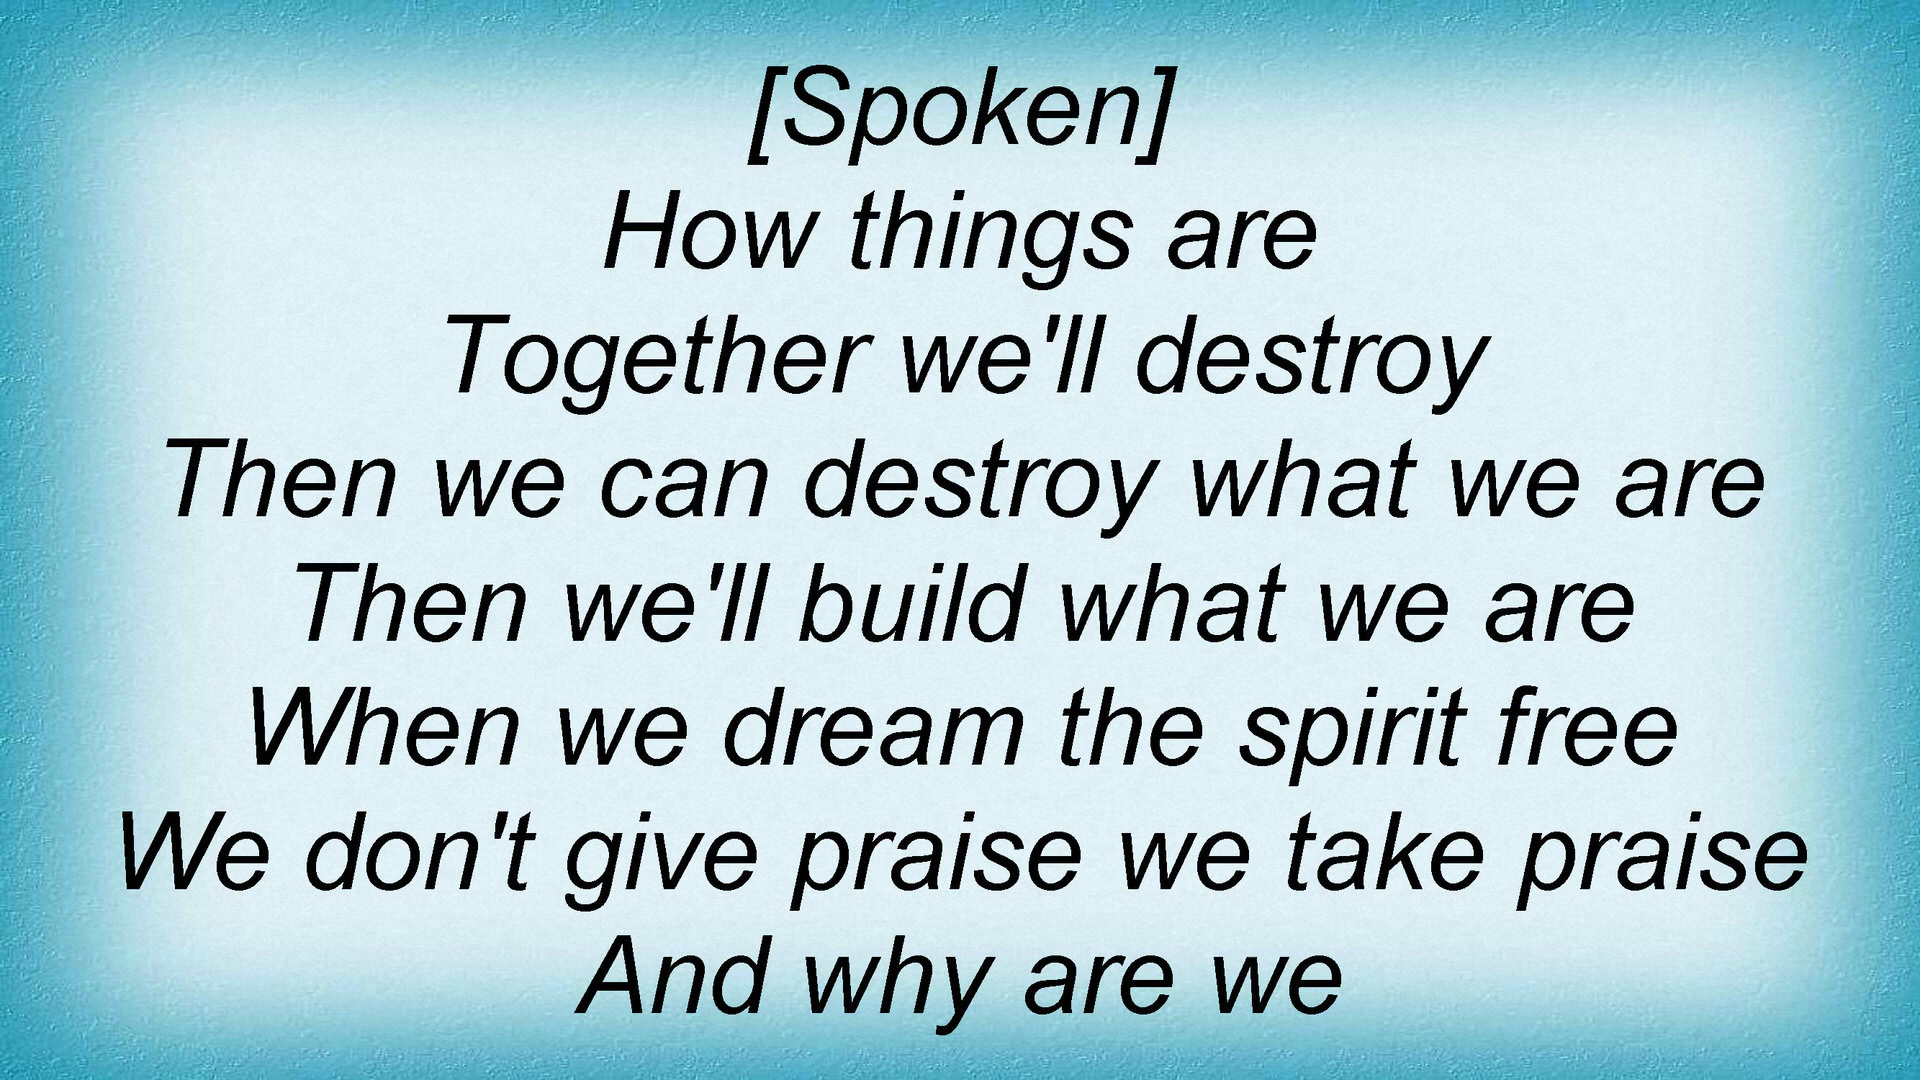 [Spoken]
How things are
Together we'll destroy
Then we can destroy what we are
Then we'll build what we are
When we dream the spirit free
We don't give praise we take praise
And why are we